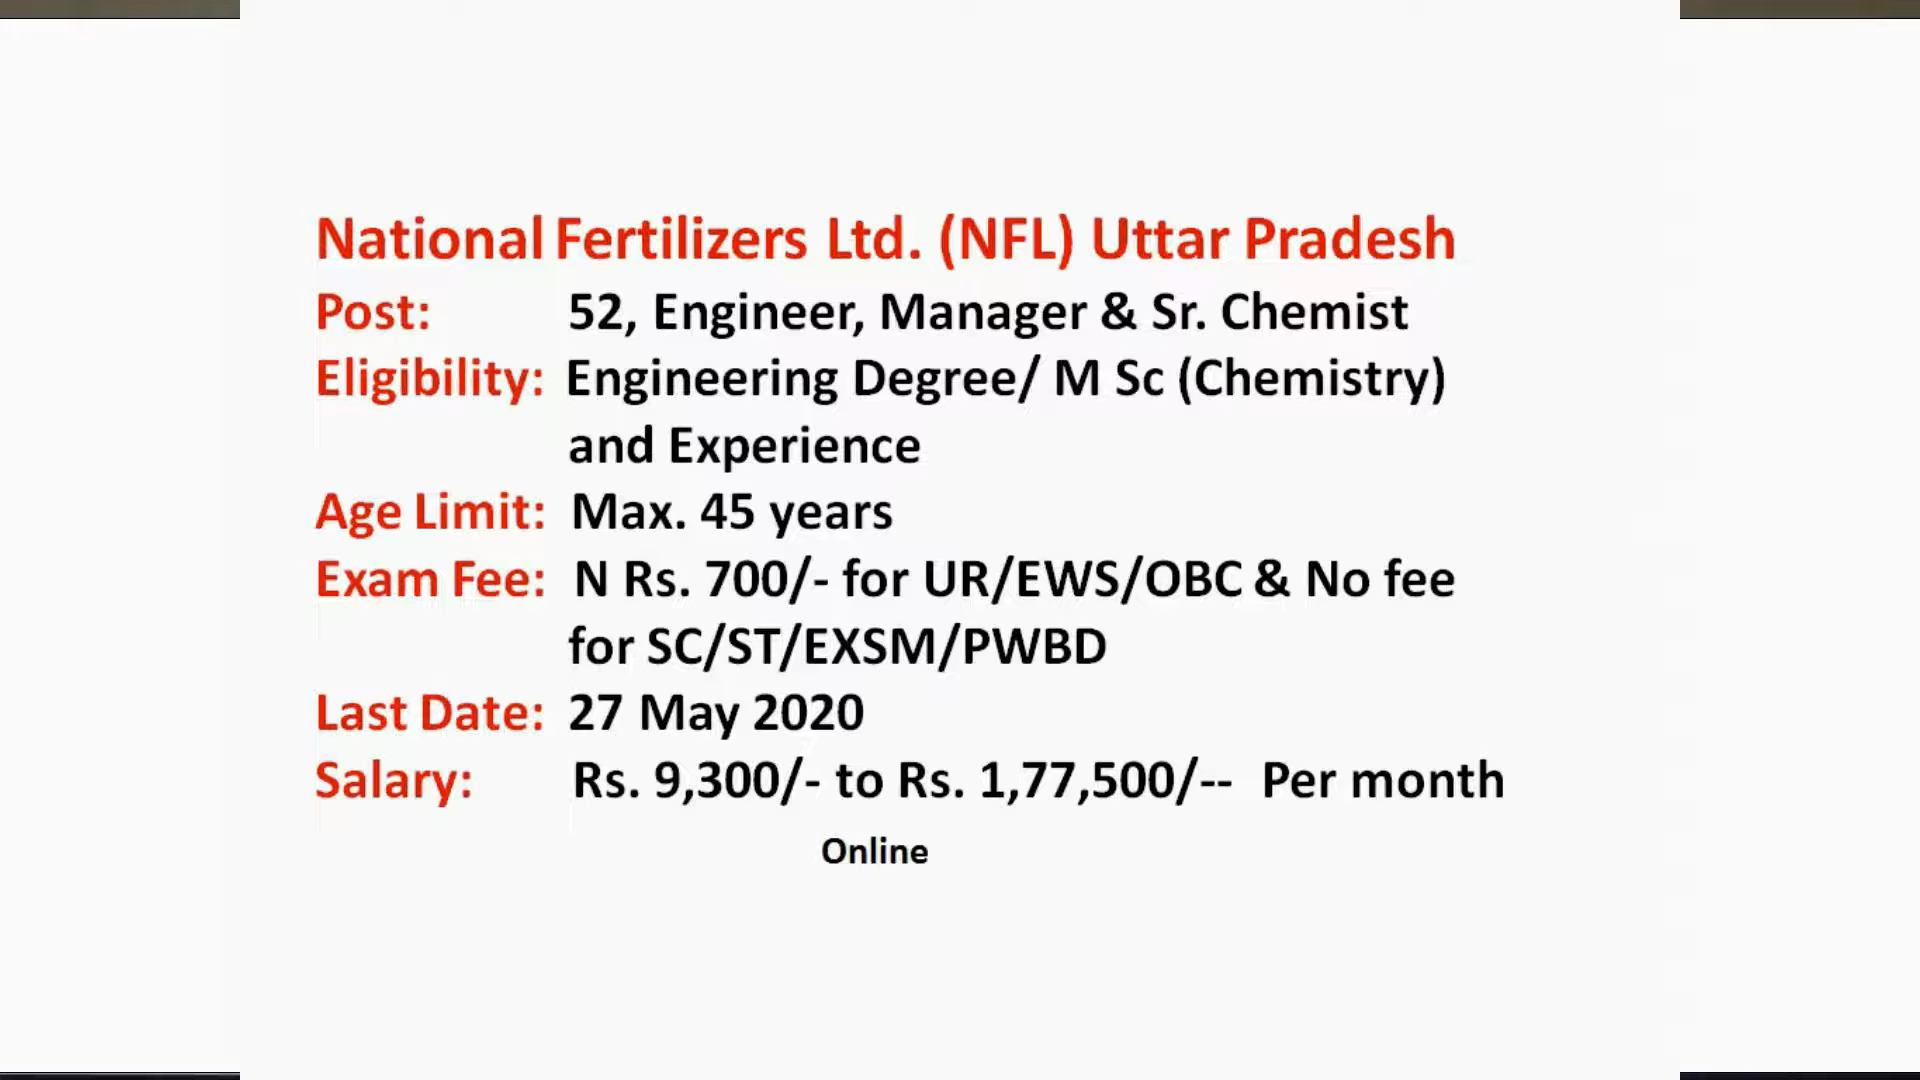 National Fertilizers Ltd. (NFL) Uttar Pradesh
Post: 52, Engineer, Manager & Sr. Chemist
Eligibility: Engineering Degree/ M Sc (Chemistry)
and Experience
Age Limit: Max. 45 years
Exam Fee: N Rs. 700/- for UR/EWS/OBC & No fee
for SC/ST/EXSM/PWBD
Last Date: 27 May 2020
Salary: Rs. 9,300/- to Rs. 1,77,500/-- Per month
Online